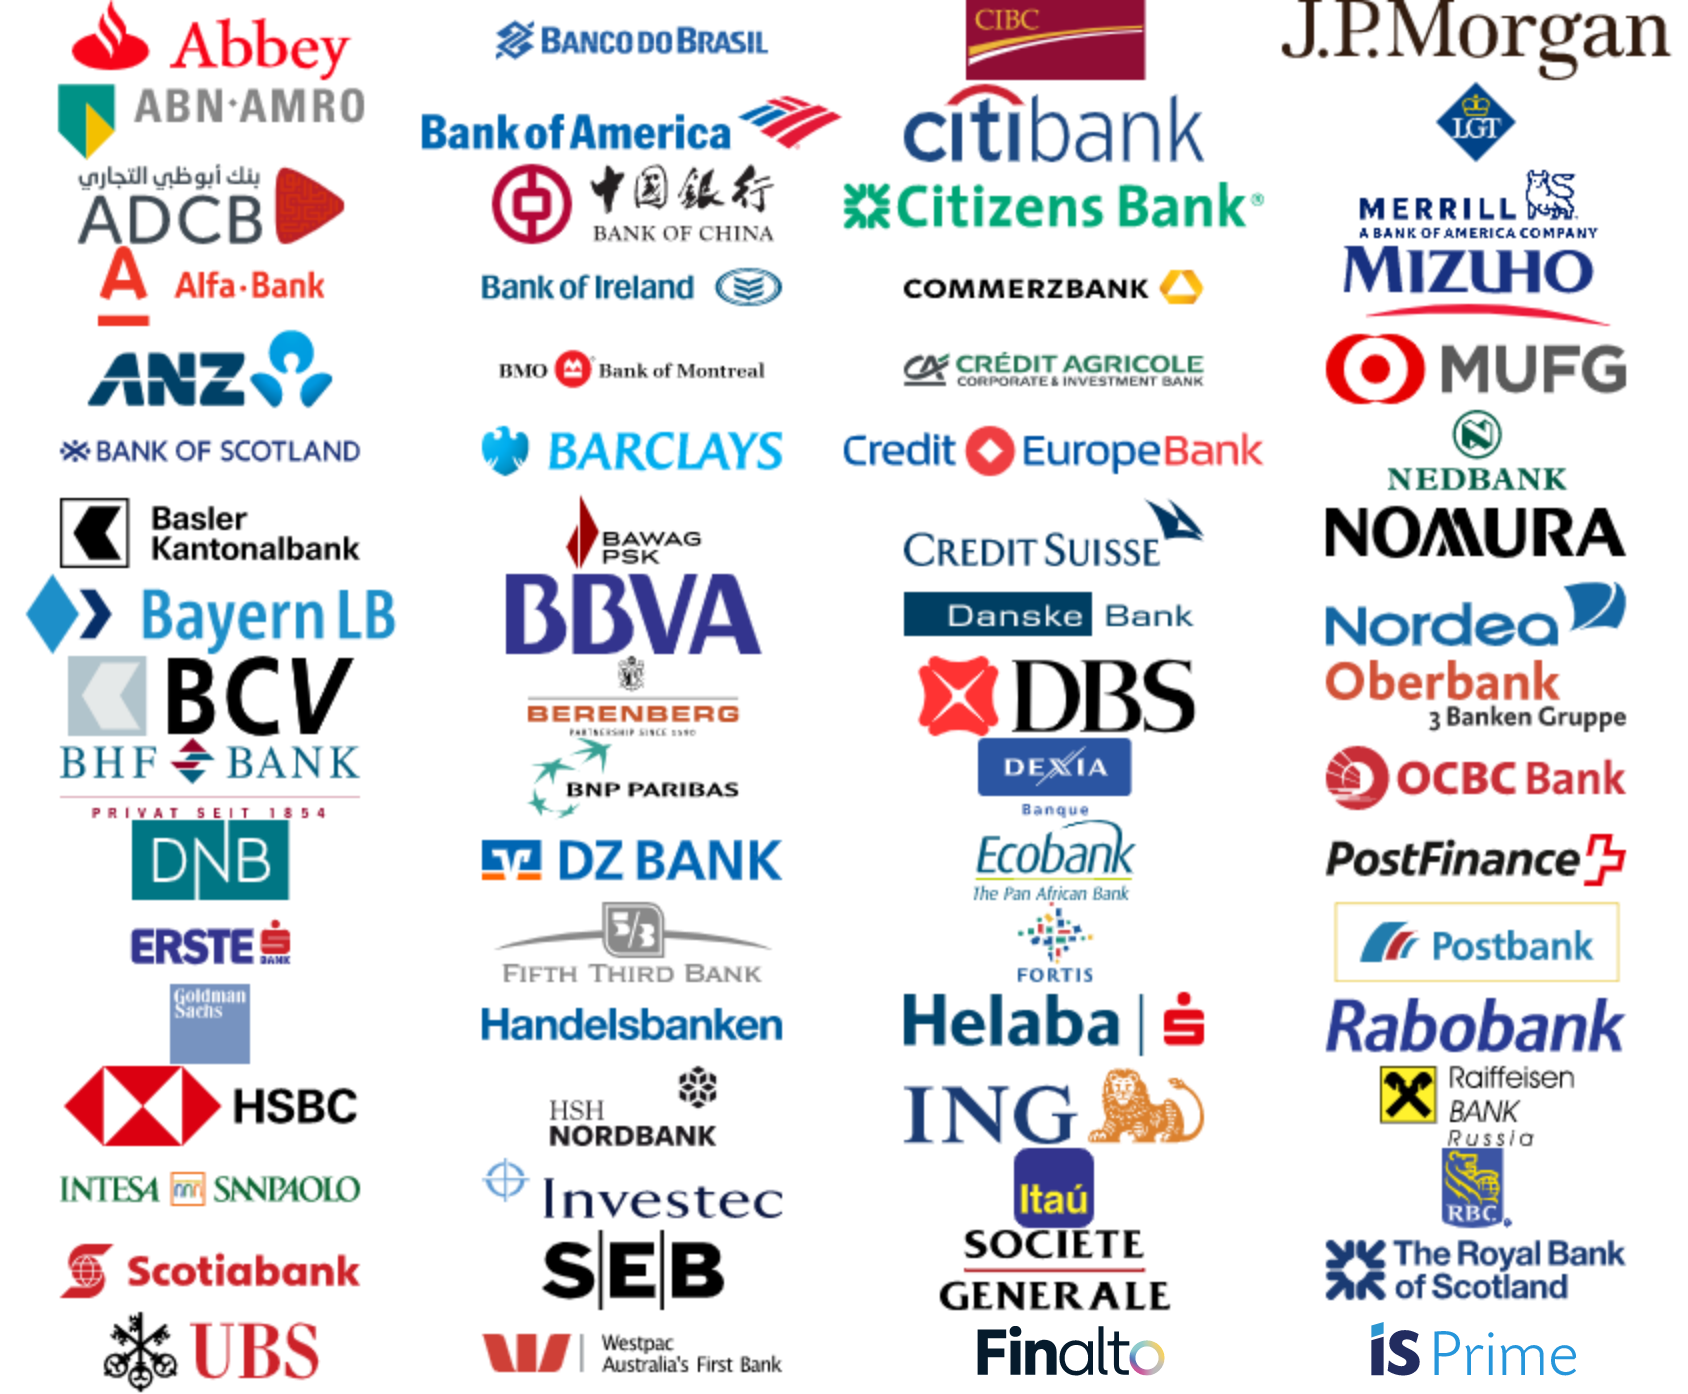 Abbey
BANCO DO BRASIL
CIBC
J.P.Morgan
ABN·AMRO
Bank of America
citibank
LGT
بنك أبوظبي التجاري
ADCB
中國銀行
BANK OF CHINA
Citizens Bank®
MERRILL
A BANK OF AMERICA COMPANY
A
Alfa·Bank
Bank of Ireland
COMMERZBANK
MIZUHO
ANZ
BMO Bank of Montreal
CA CRÉDIT AGRICOLE
CORPORATE & INVESTMENT BANK
MUFG
BANK OF SCOTLAND
BARCLAYS
Credit EuropeBank
N
NEDBANK
Basler
Kantonalbank
BAWAG
PSK
CREDIT SUISSE
NOMURA
Bayern LB
BBVA
Danske Bank
Nordea
BCV
BERENBERG
PARTNERSHIP SINCE 1590
DBS
Oberbank
3 Banken Gruppe
BHF BANK
PRIVAT SEIT 1854
BNP PARIBAS
DEXIA
Banque
OCBC Bank
DNB
DZ BANK
Ecobank
The Pan African Bank
PostFinance
ERSTE
BANK
5/3
FIFTH THIRD BANK
FORTIS
Postbank
Goldman
Sachs
Handelsbanken
Helaba
Rabobank
HSBC
HSH
NORDBANK
ING
Raiffeisen
BANK
Russia
INTESA SANPAOLO
Investec
Itaú
RBC
Scotiabank
SEB
SOCIETE
GENERALE
The Royal Bank
of Scotland
UBS
Westpac
Australia's First Bank
Finalto
iS Prime